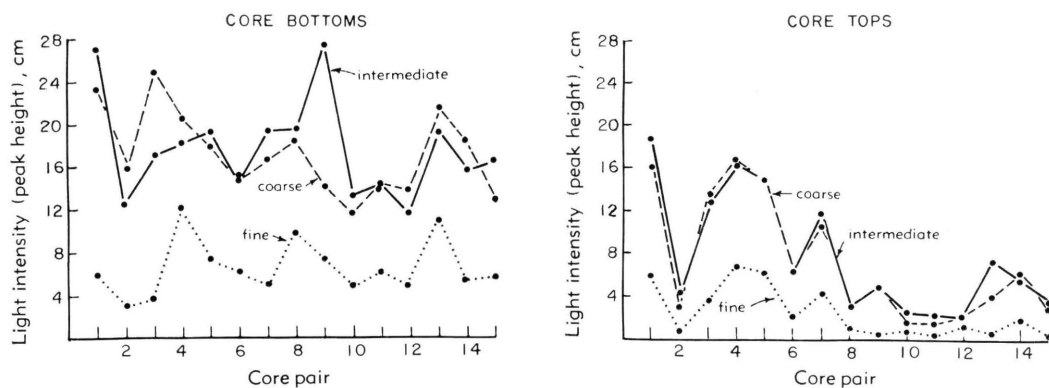 CORE BOTTOMS
Light intensity (peak height), cm
28
24
20
16
12
8
4
intermediate
coarse
fine
2
4
6
8
10
12
14
Core pair
CORE TOPS
Light intensity (peak height), cm
28
24
20
16
12
8
4
coarse
intermediate
fine
2
4
6
8
10
12
14
Core pair